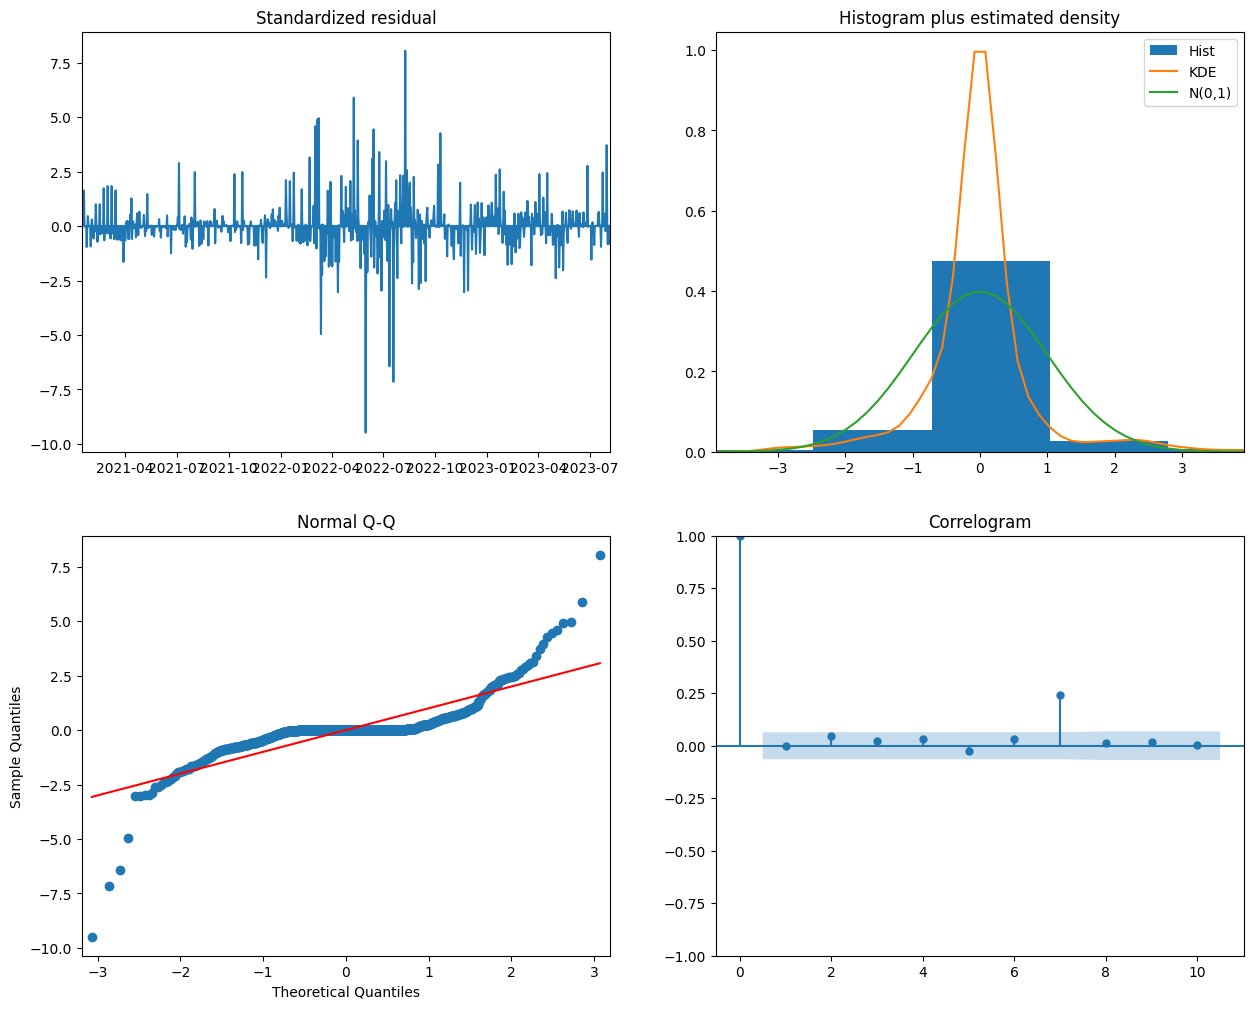 Standardized residual
7.5
5.0
2.5
0.0
−2.5
−5.0
−7.5
−10.0
2021-04 2021-07 2021-10 2022-01 2022-04 2022-07 2022-10 2023-01 2023-04 2023-07
Histogram plus estimated density
Hist
KDE
N(0,1)
1.0
0.8
0.6
0.4
0.2
0.0
−3 −2 −1 0 1 2 3
Normal Q-Q
Sample Quantiles
7.5
5.0
2.5
0.0
−2.5
−5.0
−7.5
−10.0
−3 −2 −1 0 1 2 3
Theoretical Quantiles
Correlogram
1.00
0.75
0.50
0.25
0.00
−0.25
−0.50
−0.75
−1.00
0 2 4 6 8 10